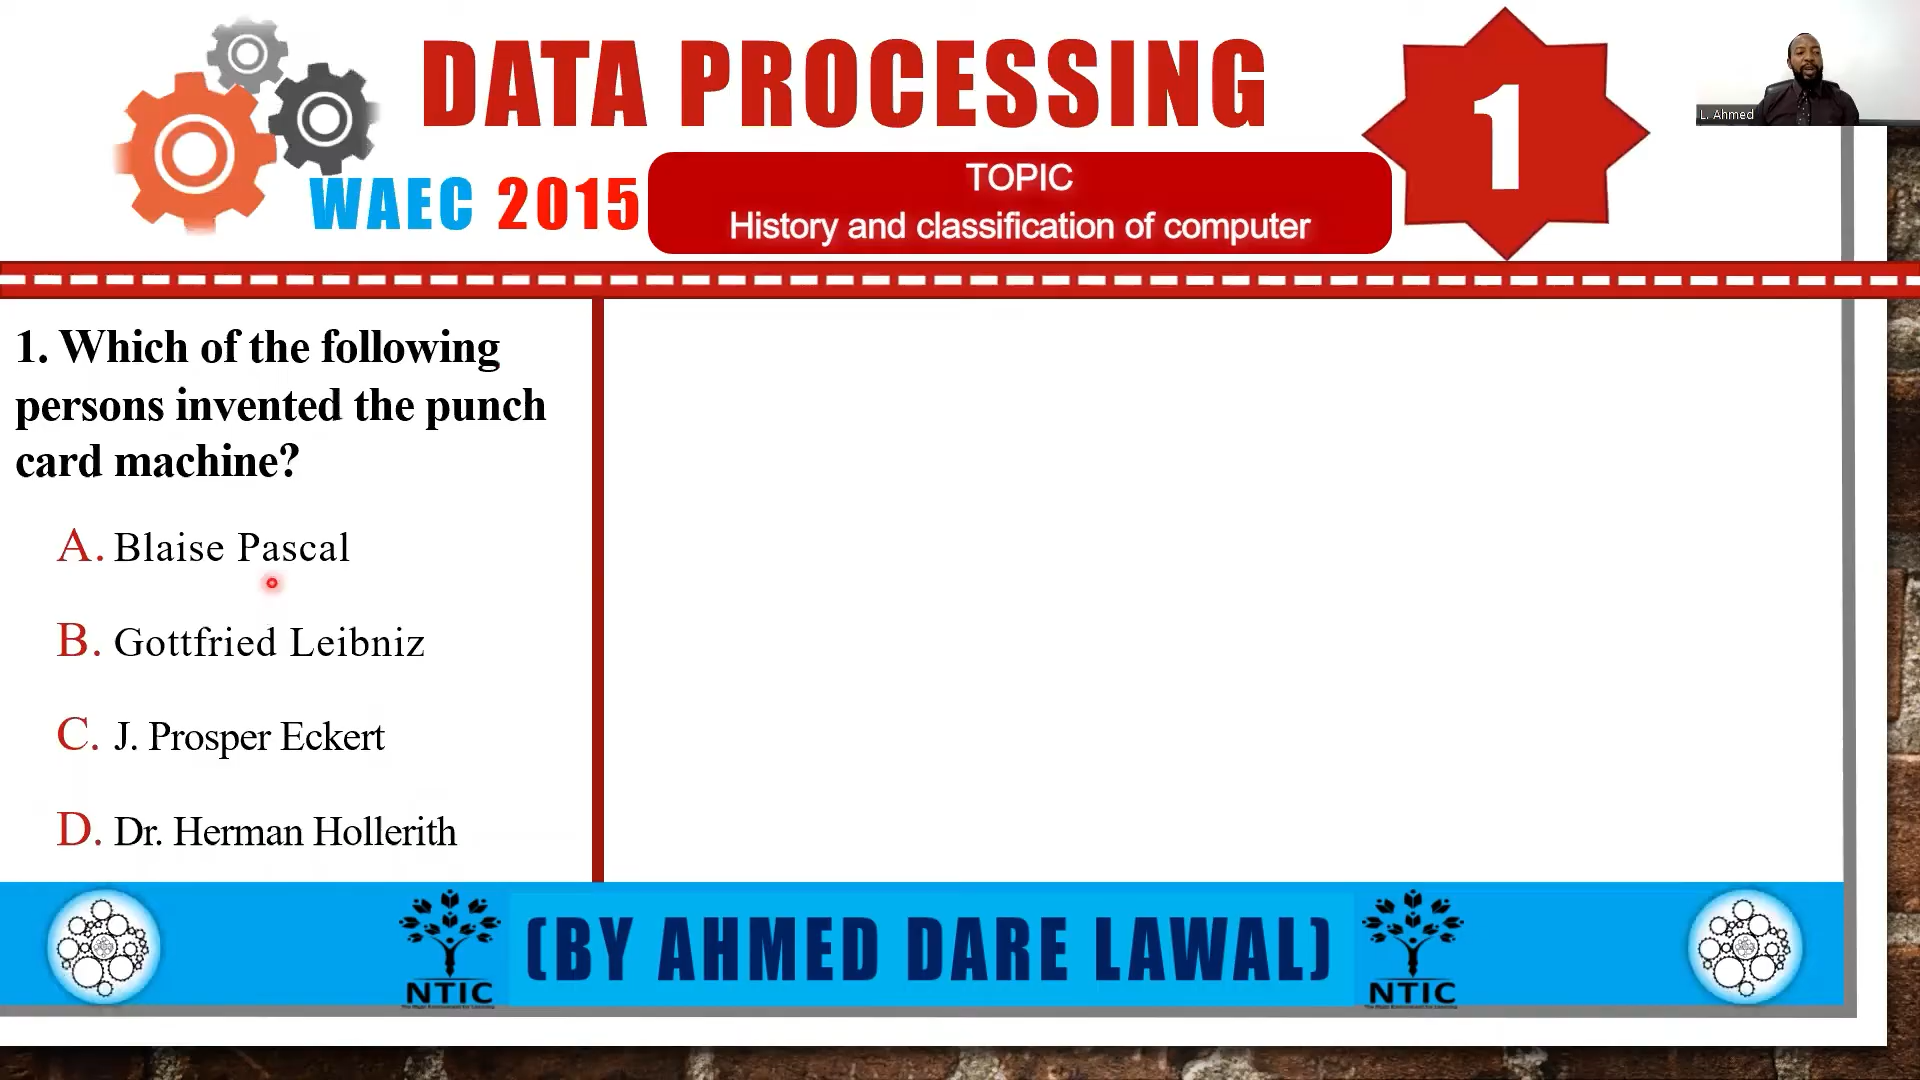 DATA PROCESSING
WAEC 2015
TOPIC
History and classification of computer
1
L. Ahmed
1. Which of the following
persons invented the punch
card machine?
A. Blaise Pascal
B. Gottfried Leibniz
C. J. Prosper Eckert
D. Dr. Herman Hollerith
NTIC
(BY AHMED DARE LAWAL)
NTIC